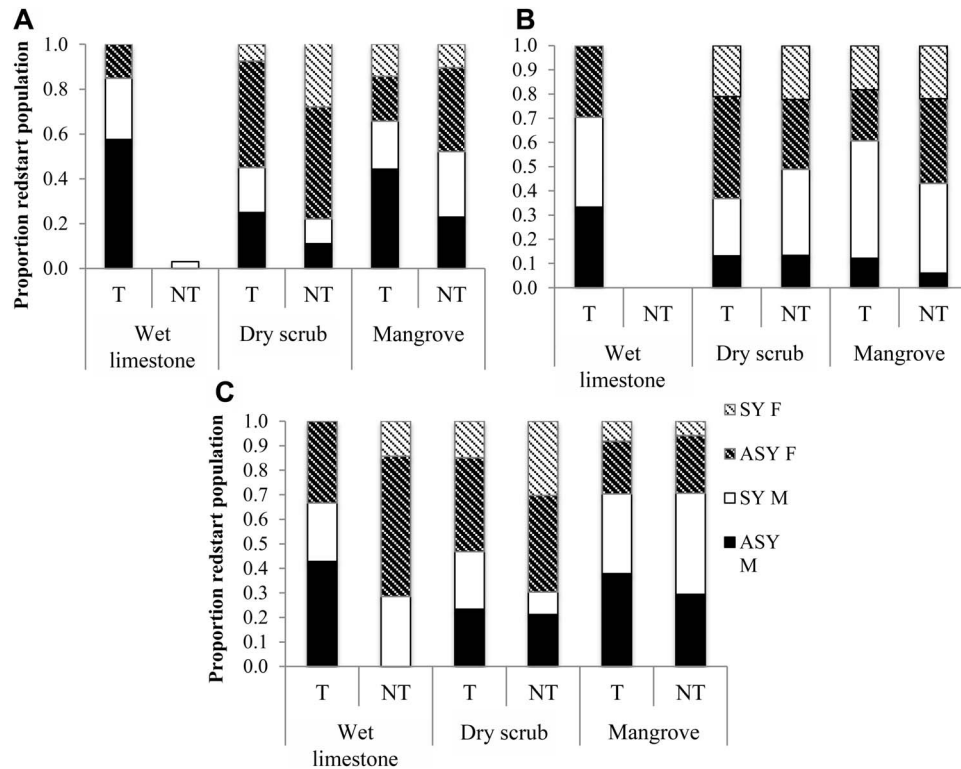 A
Proportion redstart population
1.0
0.8
0.6
0.4
0.2
0.0
T NT T NT T NT
Wet limestone Dry scrub Mangrove
B
1.0
0.9
0.8
0.7
0.6
0.5
0.4
0.3
0.2
0.1
0.0
T NT T NT T NT
Wet limestone Dry scrub Mangrove
C
Proportion redstart population
1.0
0.9
0.8
0.7
0.6
0.5
0.4
0.3
0.2
0.1
0.0
T NT T NT T NT
Wet limestone Dry scrub Mangrove
SY F
ASY F
SY M
ASY
M